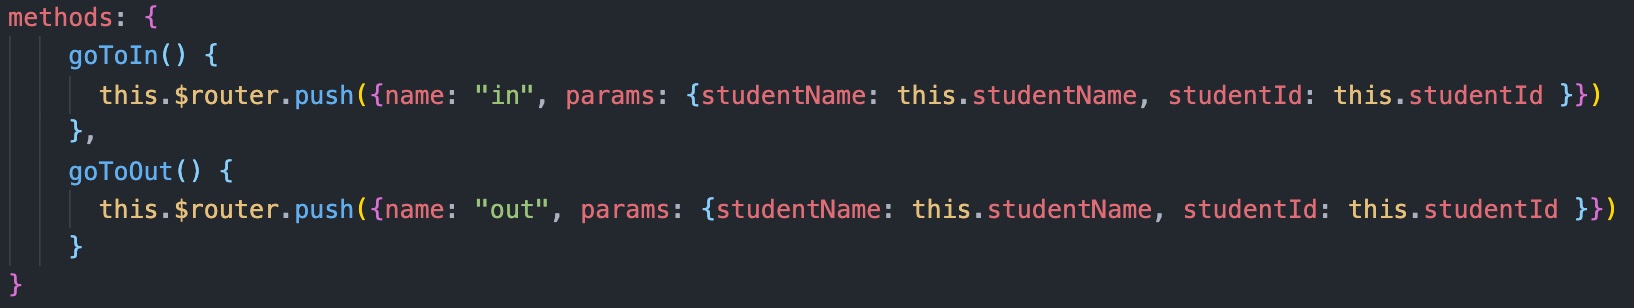 methods: {
goToIn() {
this.$router.push({name: "in", params: {studentName: this.studentName, studentId: this.studentId }})
},
goToOut() {
this.$router.push({name: "out", params: {studentName: this.studentName, studentId: this.studentId }})
}
}